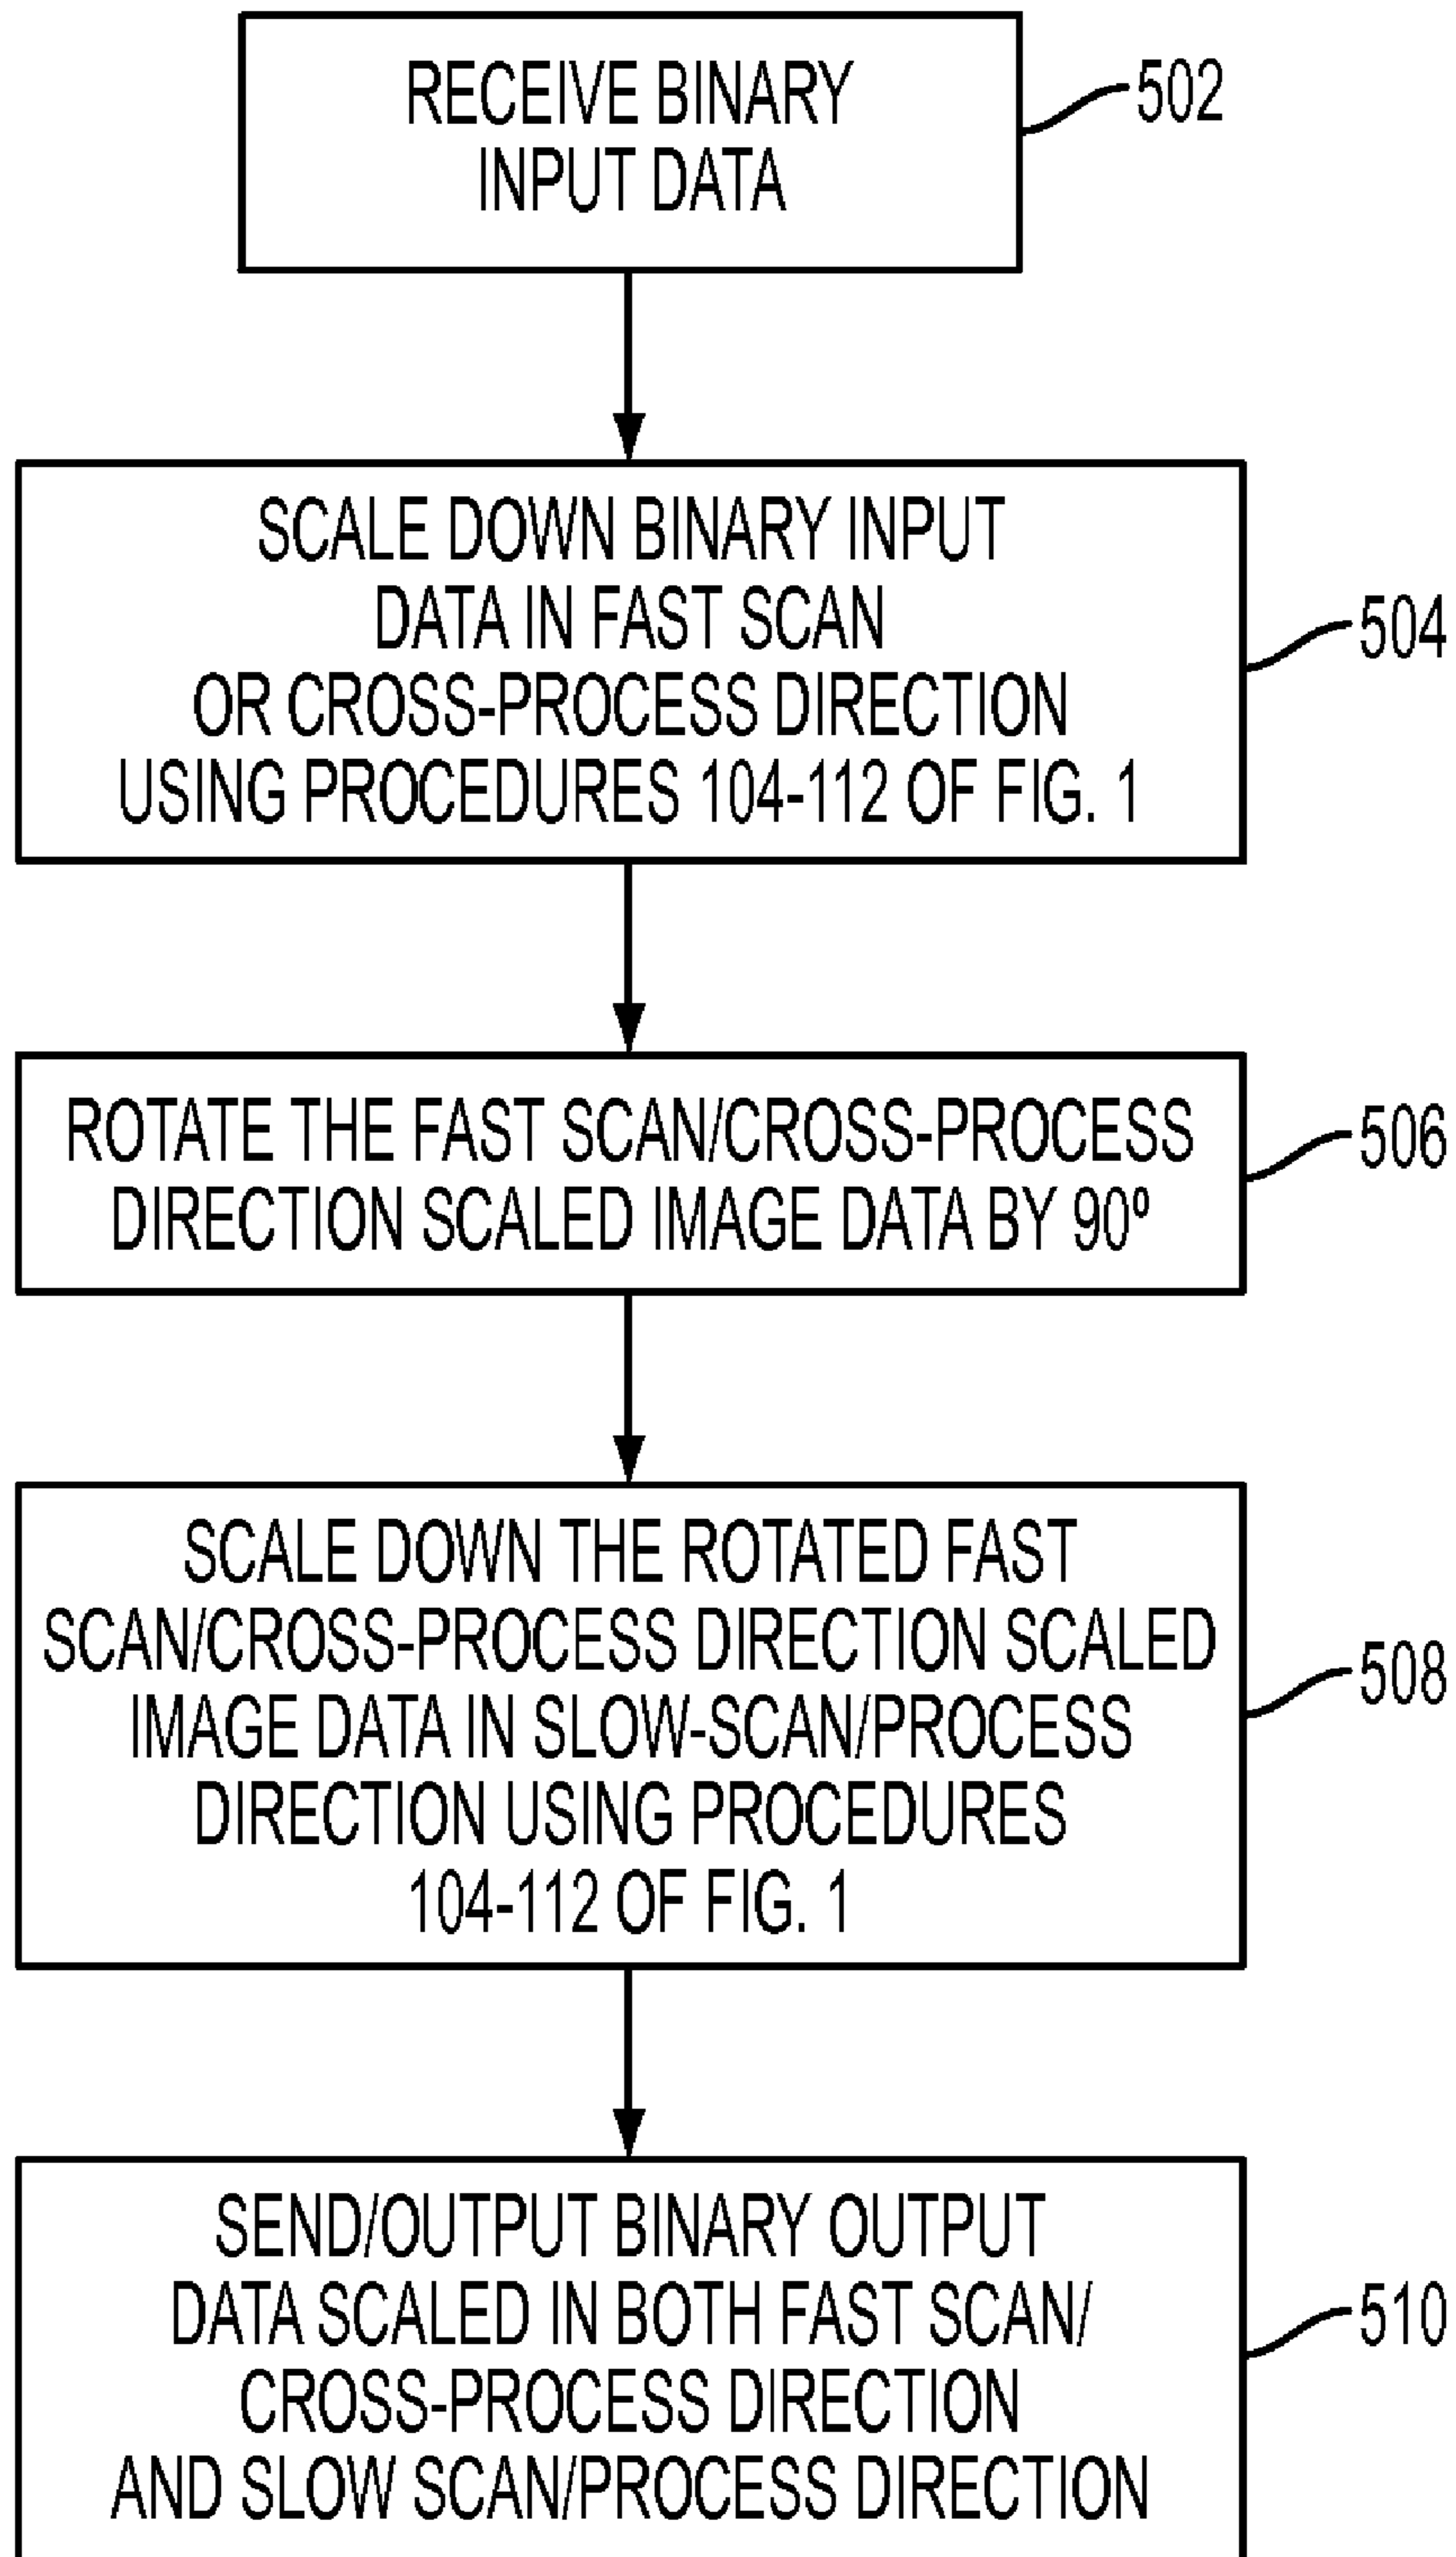 RECEIVE BINARY
INPUT DATA
502
SCALE DOWN BINARY INPUT
DATA IN FAST SCAN
OR CROSS-PROCESS DIRECTION
USING PROCEDURES 104-112 OF FIG. 1
504
ROTATE THE FAST SCAN/CROSS-PROCESS
DIRECTION SCALED IMAGE DATA BY 90º
506
SCALE DOWN THE ROTATED FAST
SCAN/CROSS-PROCESS DIRECTION SCALED
IMAGE DATA IN SLOW-SCAN/PROCESS
DIRECTION USING PROCEDURES
104-112 OF FIG. 1
508
SEND/OUTPUT BINARY OUTPUT
DATA SCALED IN BOTH FAST SCAN/
CROSS-PROCESS DIRECTION
AND SLOW SCAN/PROCESS DIRECTION
510